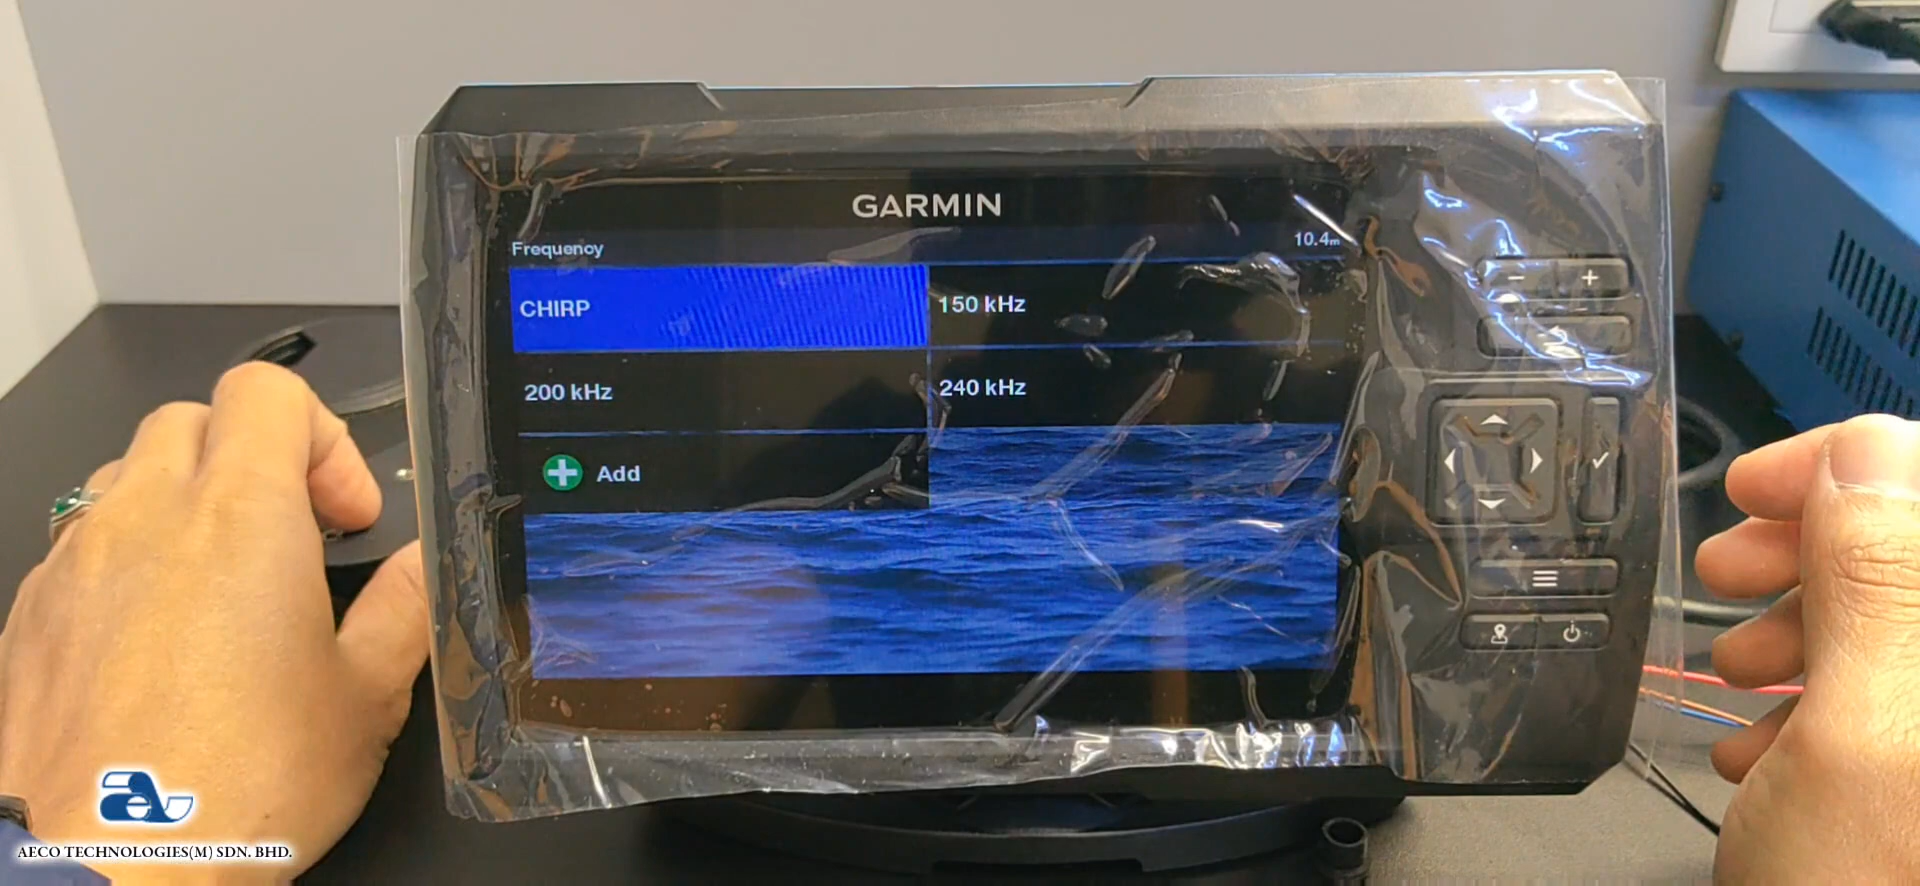 GARMIN
Frequency
10.4m
CHIRP
150 kHz
200 kHz
240 kHz
Add
AECO TECHNOLOGIES(M) SDN. BHD.